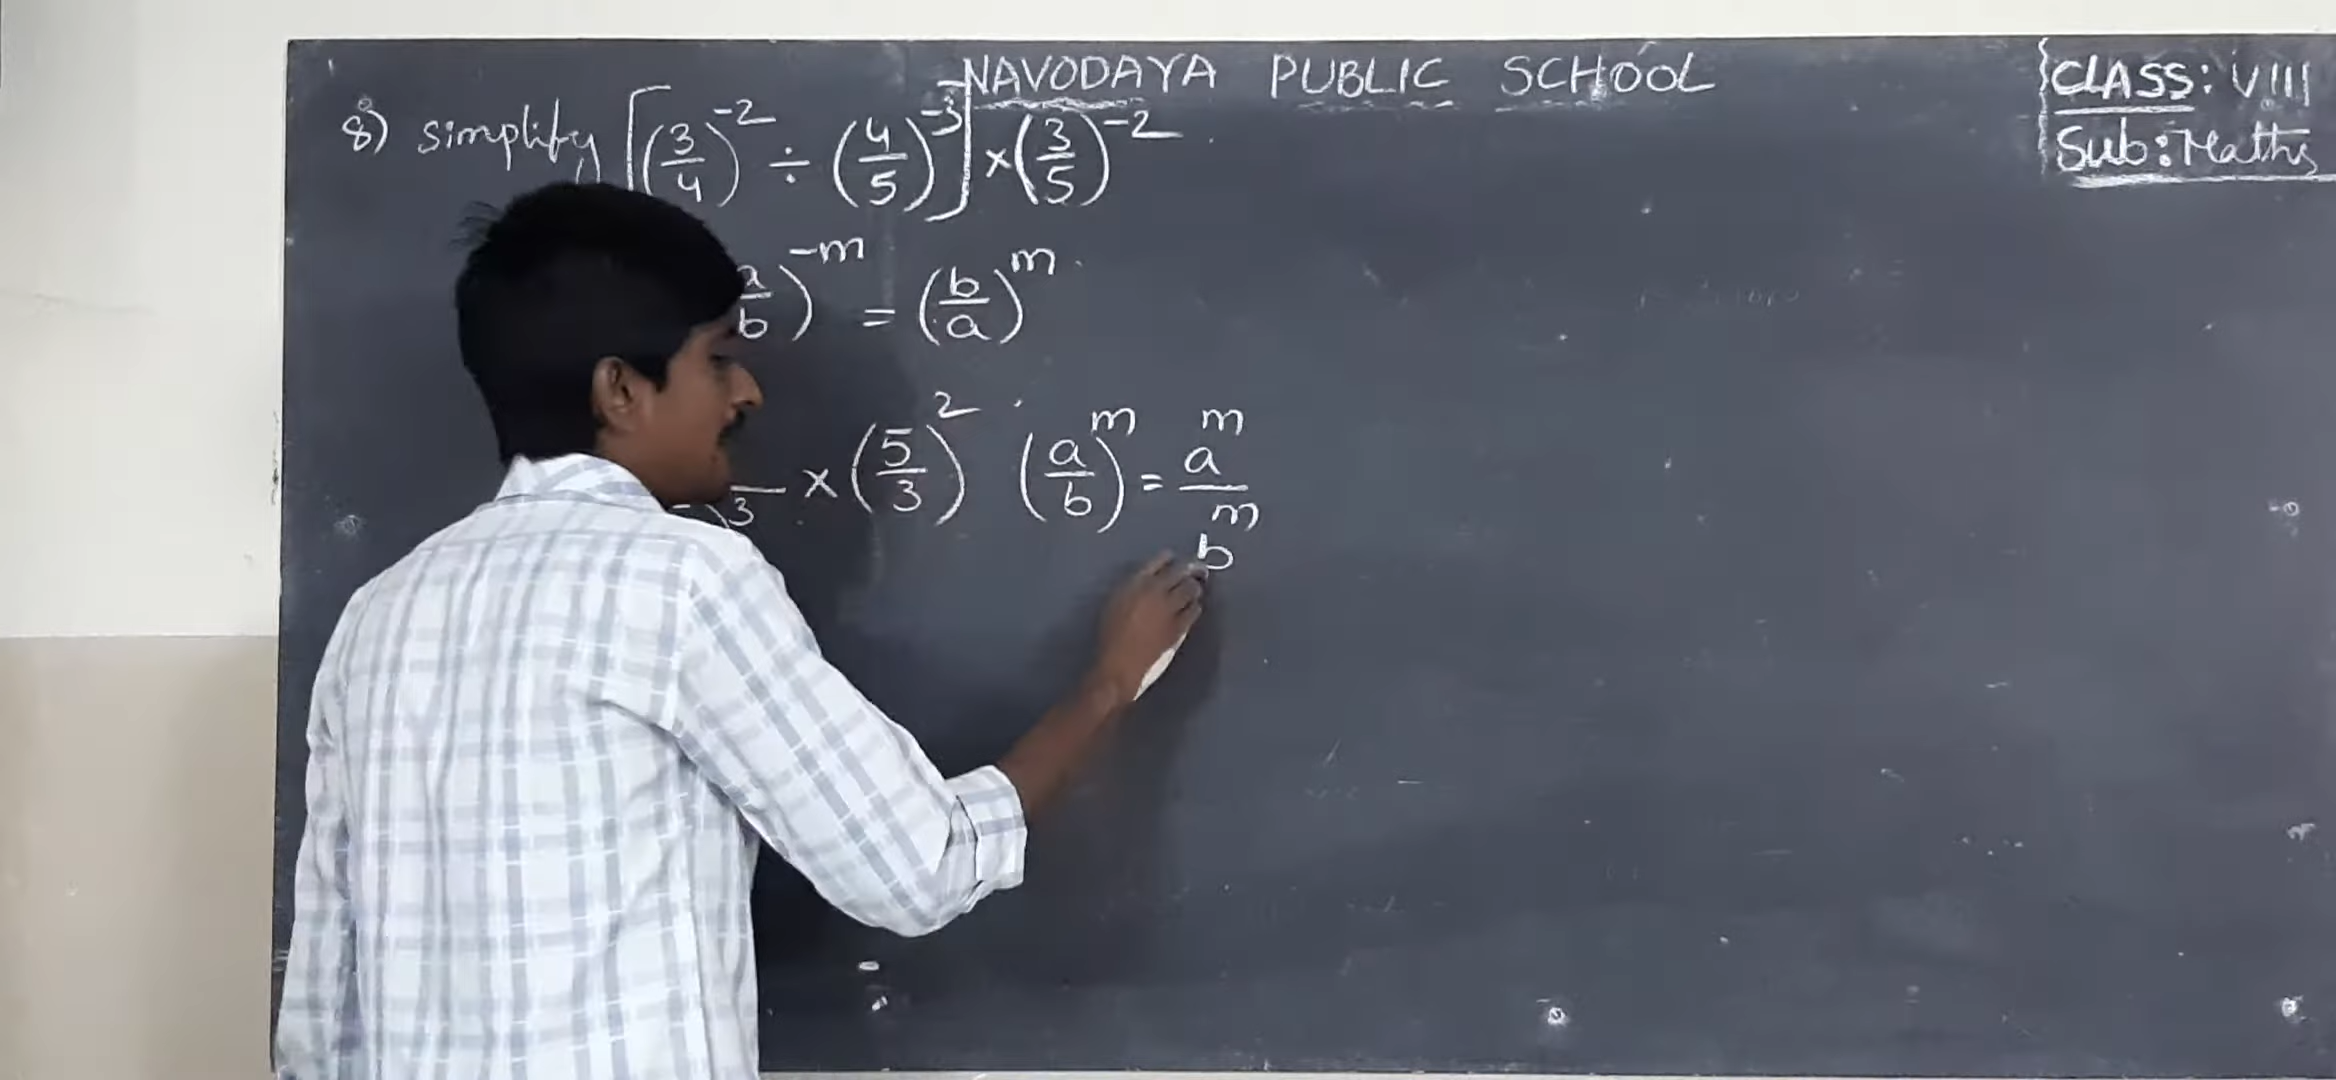 NAVODAYA PUBLIC SCHOOL
CLASS: VIII
Sub: Maths
8) Simplify [(3/4)^-2 ÷ (4/5)^-3] × (3/5)^-2
a/b)^-m = (b/a)^m
)^3 × (5/3)^2 (a/b)^m = a^m/b^m